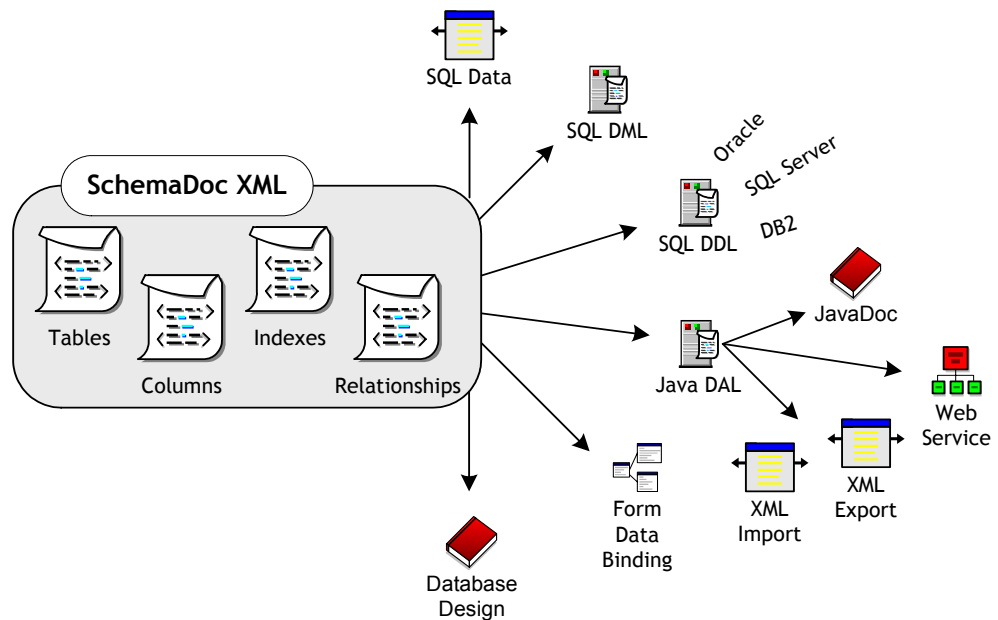 SQL Data
SQL DML
Oracle
SQL Server
SchemaDoc XML
SQL DDL
DB2
Tables
Indexes
JavaDoc
Columns
Relationships
Java DAL
Web
Service
XML
Import
XML
Export
Form
Data
Binding
Database
Design